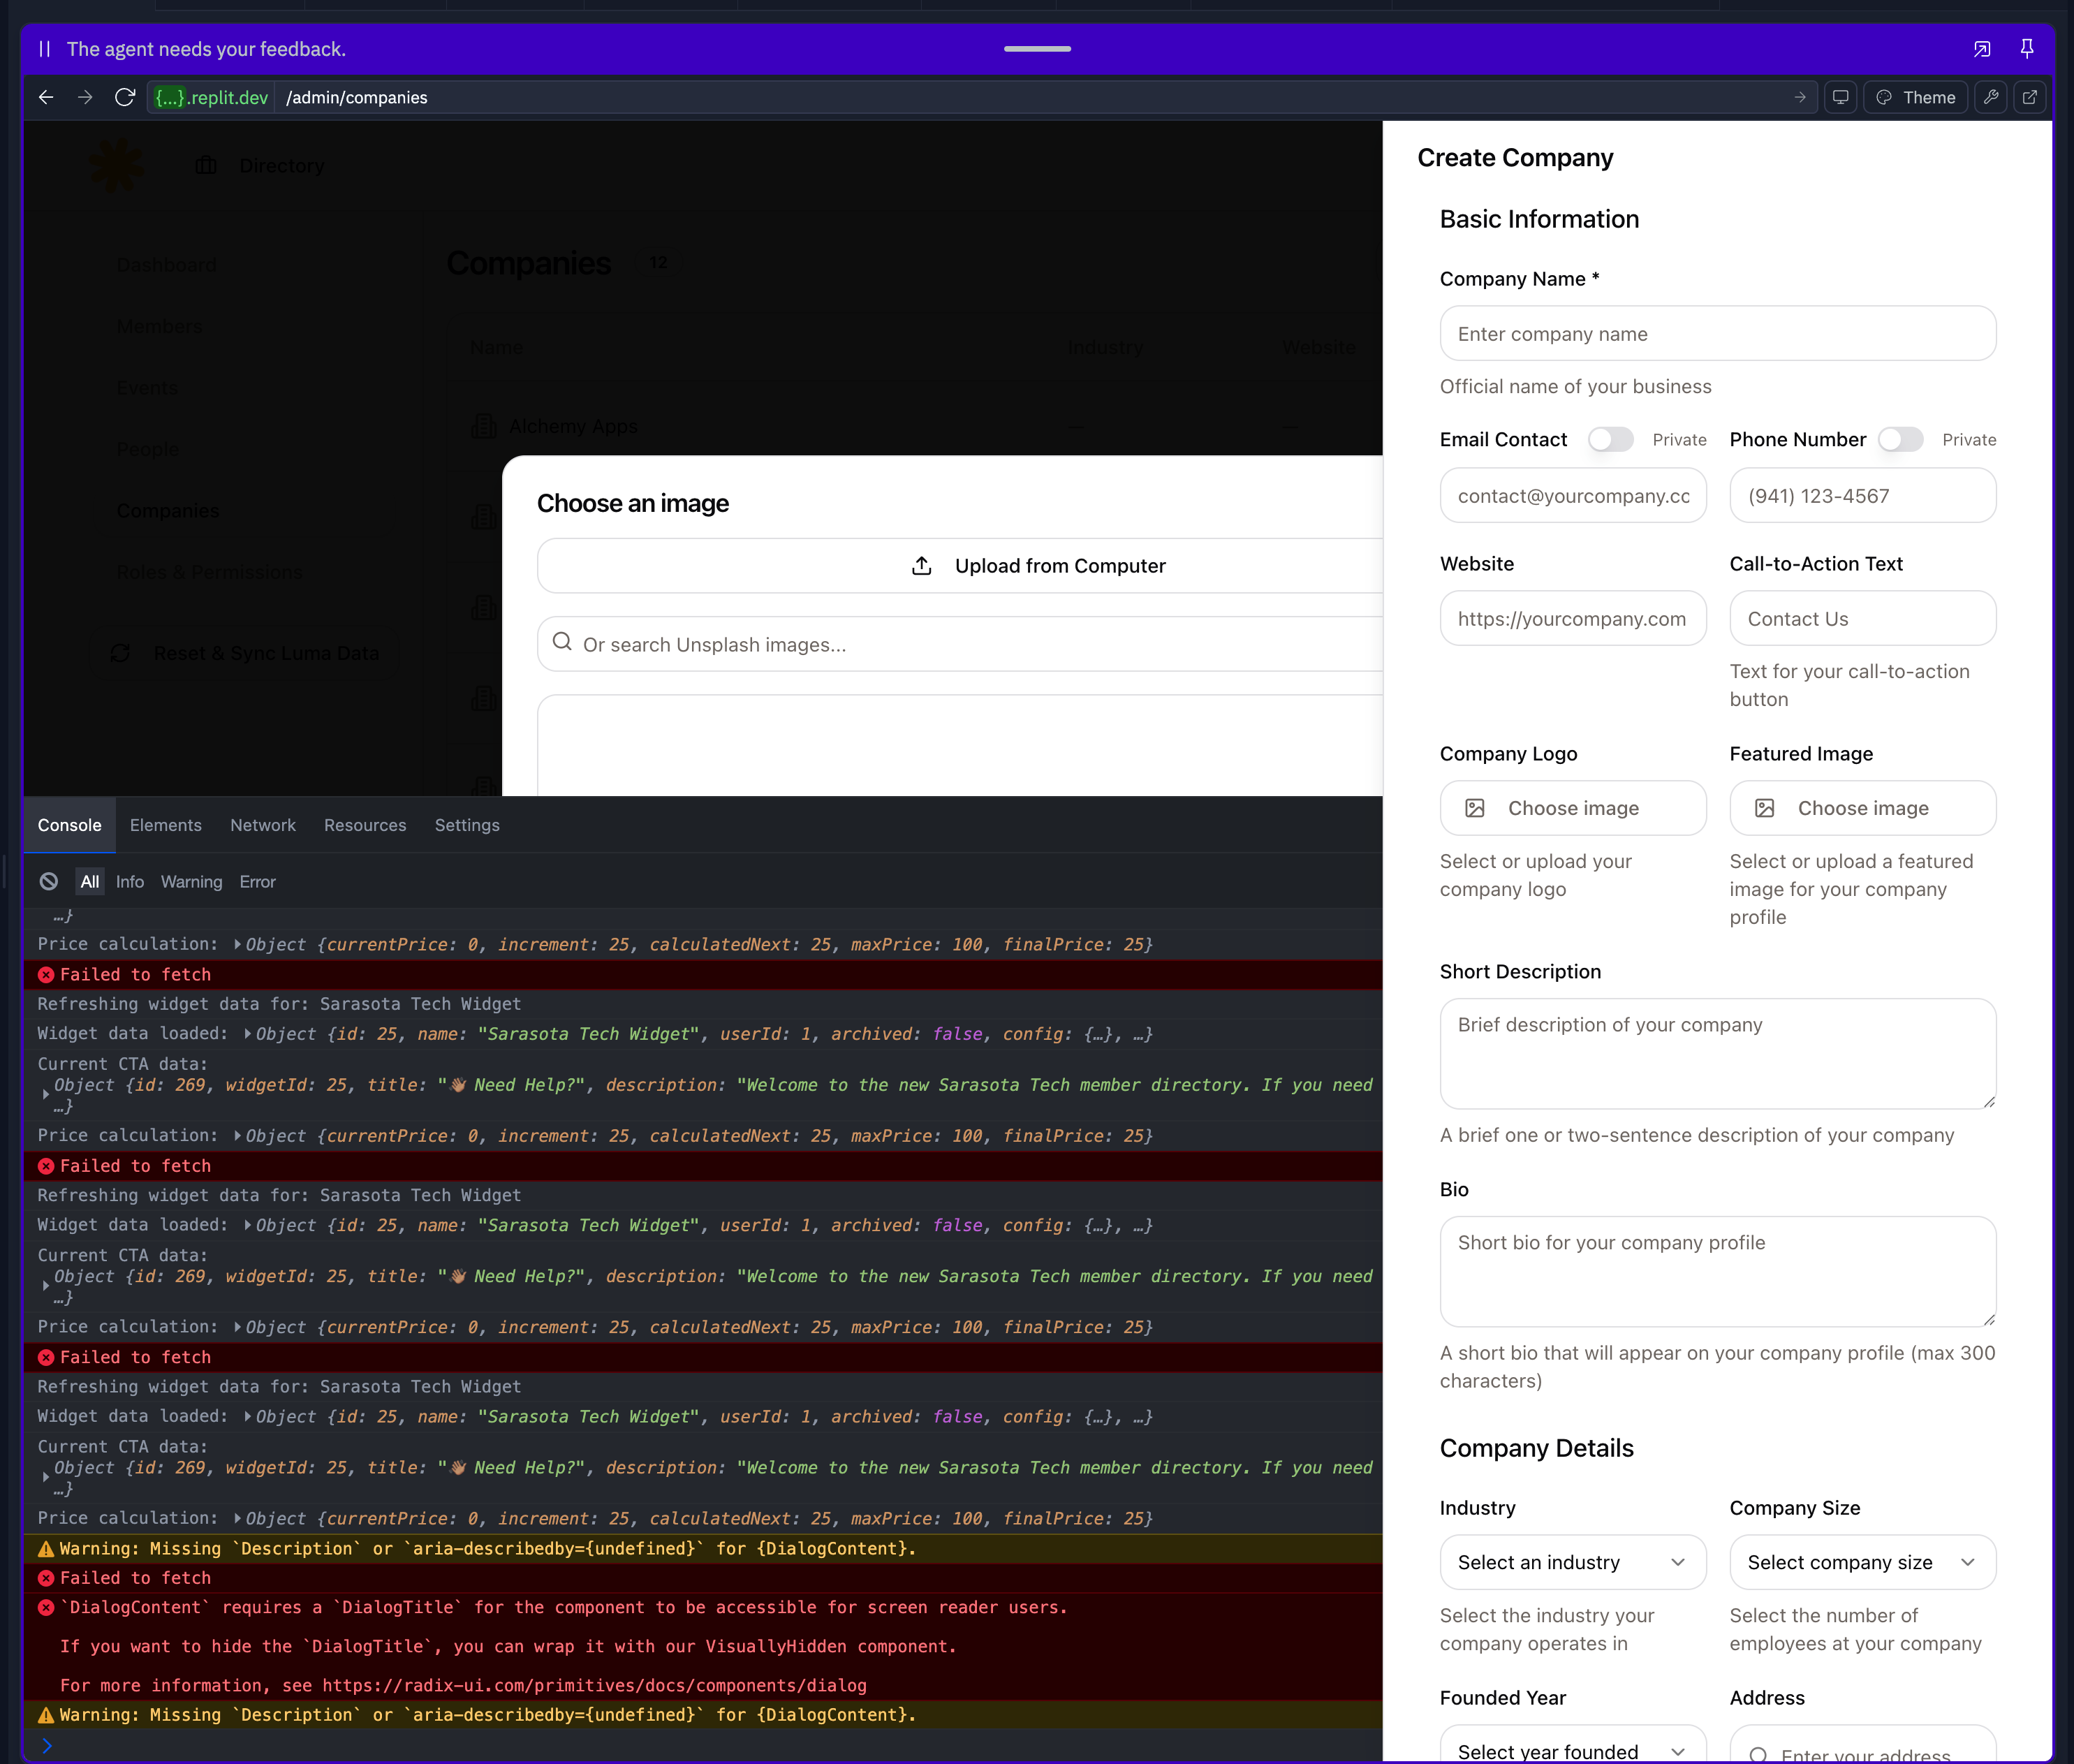 The agent needs your feedback.
{...}.replit.dev
/admin/companies
Theme
Directory
Dashboard
Members
Events
People
Companies
Roles & Permissions
Reset & Sync Luma Data
Companies 12
Name Industry Website
Alchemy Apps — —
Choose an image
Upload from Computer
Or search Unsplash images...
Console Elements Network Resources Settings
All Info Warning Error
…}
Price calculation: Object {currentPrice: 0, increment: 25, calculatedNext: 25, maxPrice: 100, finalPrice: 25}
Failed to fetch
Refreshing widget data for: Sarasota Tech Widget
Widget data loaded: Object {id: 25, name: "Sarasota Tech Widget", userId: 1, archived: false, config: {…}, …}
Current CTA data:
Object {id: 269, widgetId: 25, title: "👋🏽 Need Help?", description: "Welcome to the new Sarasota Tech member directory. If you need
…}
Price calculation: Object {currentPrice: 0, increment: 25, calculatedNext: 25, maxPrice: 100, finalPrice: 25}
Failed to fetch
Refreshing widget data for: Sarasota Tech Widget
Widget data loaded: Object {id: 25, name: "Sarasota Tech Widget", userId: 1, archived: false, config: {…}, …}
Current CTA data:
Object {id: 269, widgetId: 25, title: "👋🏽 Need Help?", description: "Welcome to the new Sarasota Tech member directory. If you need
…}
Price calculation: Object {currentPrice: 0, increment: 25, calculatedNext: 25, maxPrice: 100, finalPrice: 25}
Failed to fetch
Refreshing widget data for: Sarasota Tech Widget
Widget data loaded: Object {id: 25, name: "Sarasota Tech Widget", userId: 1, archived: false, config: {…}, …}
Current CTA data:
Object {id: 269, widgetId: 25, title: "👋🏽 Need Help?", description: "Welcome to the new Sarasota Tech member directory. If you need
…}
Price calculation: Object {currentPrice: 0, increment: 25, calculatedNext: 25, maxPrice: 100, finalPrice: 25}
Warning: Missing `Description` or `aria-describedby={undefined}` for {DialogContent}.
Failed to fetch
`DialogContent` requires a `DialogTitle` for the component to be accessible for screen reader users.
If you want to hide the `DialogTitle`, you can wrap it with our VisuallyHidden component.
For more information, see https://radix-ui.com/primitives/docs/components/dialog
Warning: Missing `Description` or `aria-describedby={undefined}` for {DialogContent}.
Create Company
Basic Information
Company Name *
Enter company name
Official name of your business
Email Contact Private Phone Number Private
contact@yourcompany.cc (941) 123-4567
Website Call-to-Action Text
https://yourcompany.com Contact Us
Text for your call-to-action
button
Company Logo Featured Image
Choose image Choose image
Select or upload your
company logo
Select or upload a featured
image for your company
profile
Short Description
Brief description of your company
A brief one or two-sentence description of your company
Bio
Short bio for your company profile
A short bio that will appear on your company profile (max 300
characters)
Company Details
Industry Company Size
Select an industry Select company size
Select the industry your
company operates in
Select the number of
employees at your company
Founded Year Address
Select year founded Enter your address